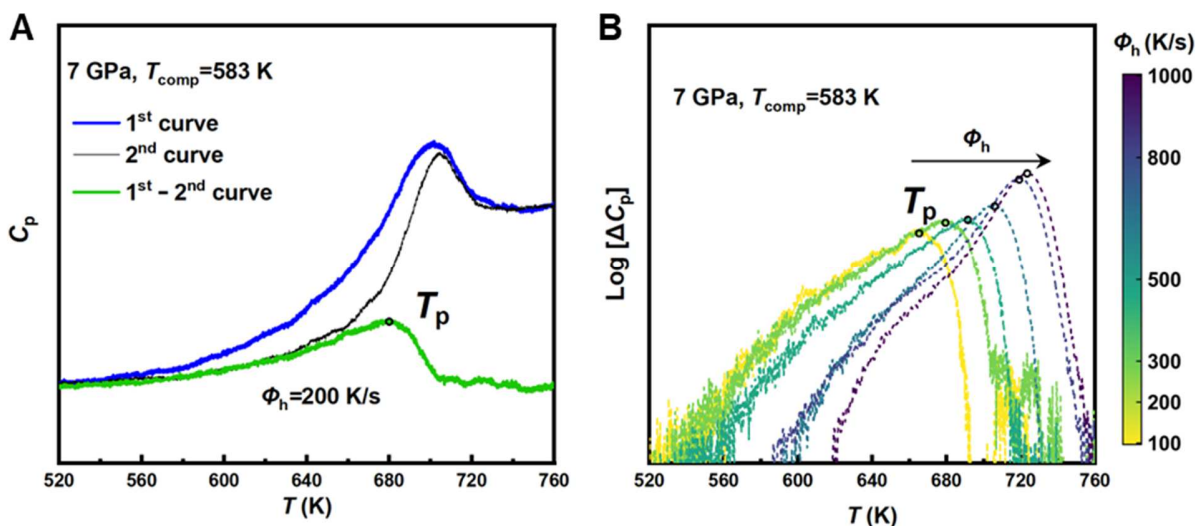 A
7 GPa, Tcomp=583 K
1st curve
2nd curve
1st − 2nd curve
Cp
Tp
Φh=200 K/s
520 560 600 640 680 720 760
T (K)
B
7 GPa, Tcomp=583 K
Φh
Tp
Log [ΔCp]
520 560 600 640 680 720 760
T (K)
Φh (K/s)
1000
800
500
300
200
100